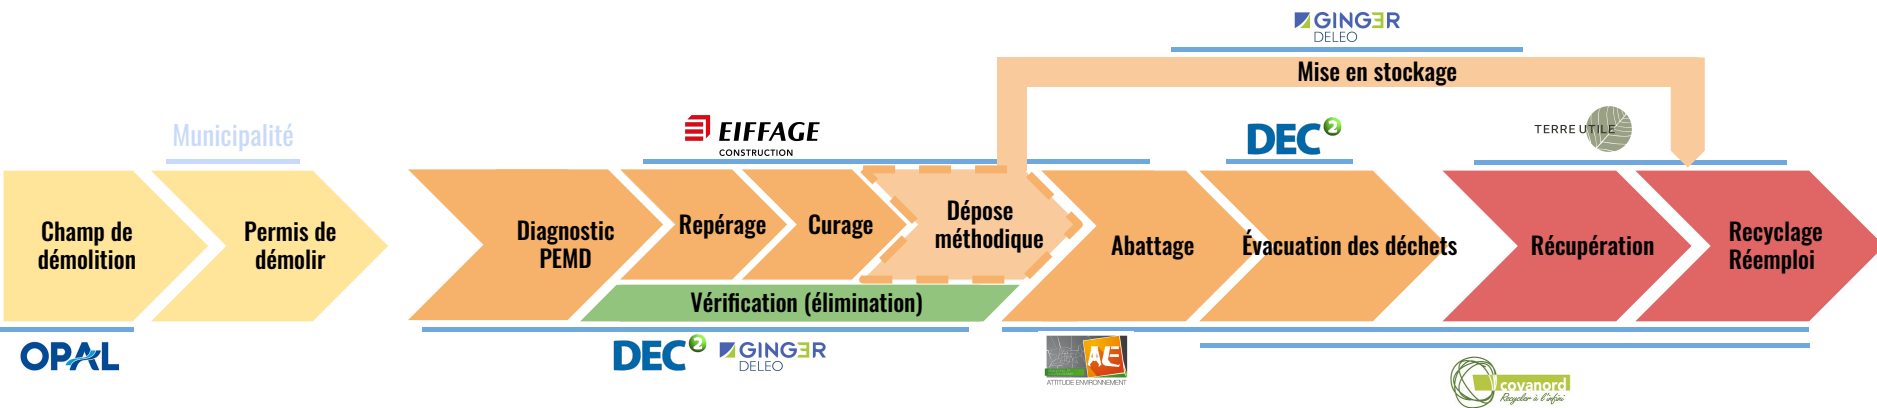 GINGER
DELEO
Mise en stockage
Municipalité
EIFFAGE
CONSTRUCTION
DEC2
TERRE UTILE
Champ de
démolition
Permis de
démolir
Diagnostic
PEMD
Repérage
Curage
Dépose
méthodique
Abattage
Évacuation des déchets
Récupération
Recyclage
Réemploi
Vérification (élimination)
OPAL
DEC2
GINGER
DELEO
AE
ATTITUDE ENVIRONNEMENT
covanord
Recycler à l'infini